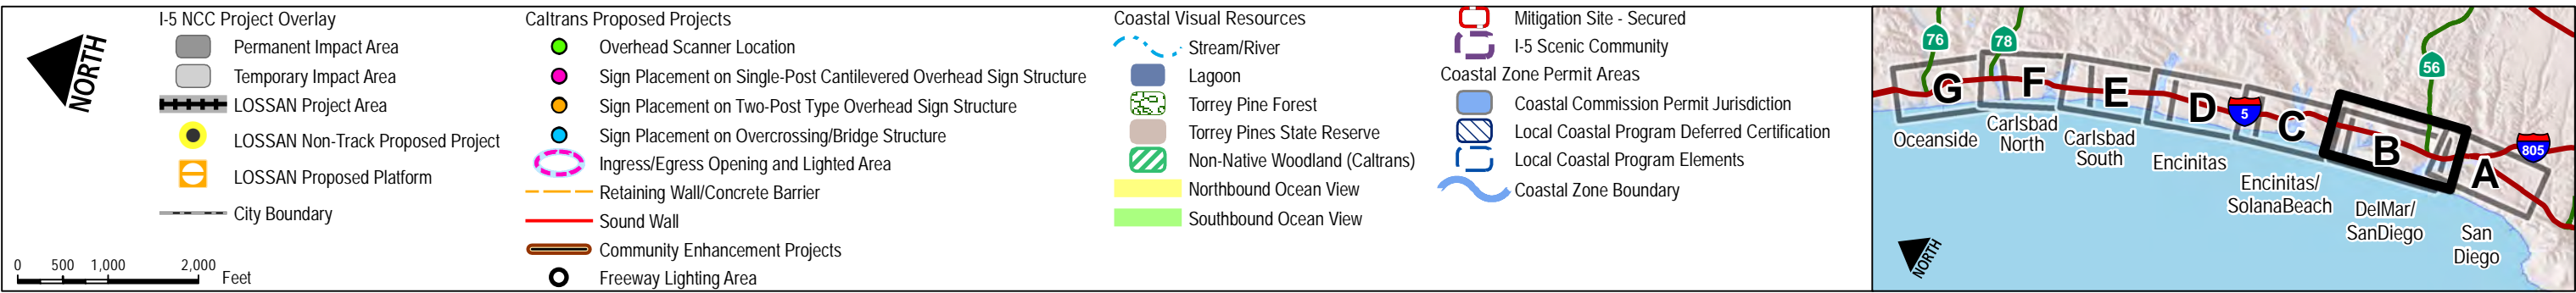 NORTH
0 500 1,000 2,000
Feet
I-5 NCC Project Overlay
Permanent Impact Area
Temporary Impact Area
LOSSAN Project Area
LOSSAN Non-Track Proposed Project
LOSSAN Proposed Platform
City Boundary
Caltrans Proposed Projects
Overhead Scanner Location
Sign Placement on Single-Post Cantilevered Overhead Sign Structure
Sign Placement on Two-Post Type Overhead Sign Structure
Sign Placement on Overcrossing/Bridge Structure
Ingress/Egress Opening and Lighted Area
Retaining Wall/Concrete Barrier
Sound Wall
Community Enhancement Projects
Freeway Lighting Area
Coastal Visual Resources
Stream/River
Lagoon
Torrey Pine Forest
Torrey Pines State Reserve
Non-Native Woodland (Caltrans)
Northbound Ocean View
Southbound Ocean View
Mitigation Site - Secured
I-5 Scenic Community
Coastal Zone Permit Areas
Coastal Commission Permit Jurisdiction
Local Coastal Program Deferred Certification
Local Coastal Program Elements
Coastal Zone Boundary
76
78
56
5
805
G
F
E
D
C
B
A
Oceanside
Carlsbad
North
Carlsbad
South
Encinitas
Encinitas/
SolanaBeach
DelMar/
SanDiego
San
Diego
NORTH